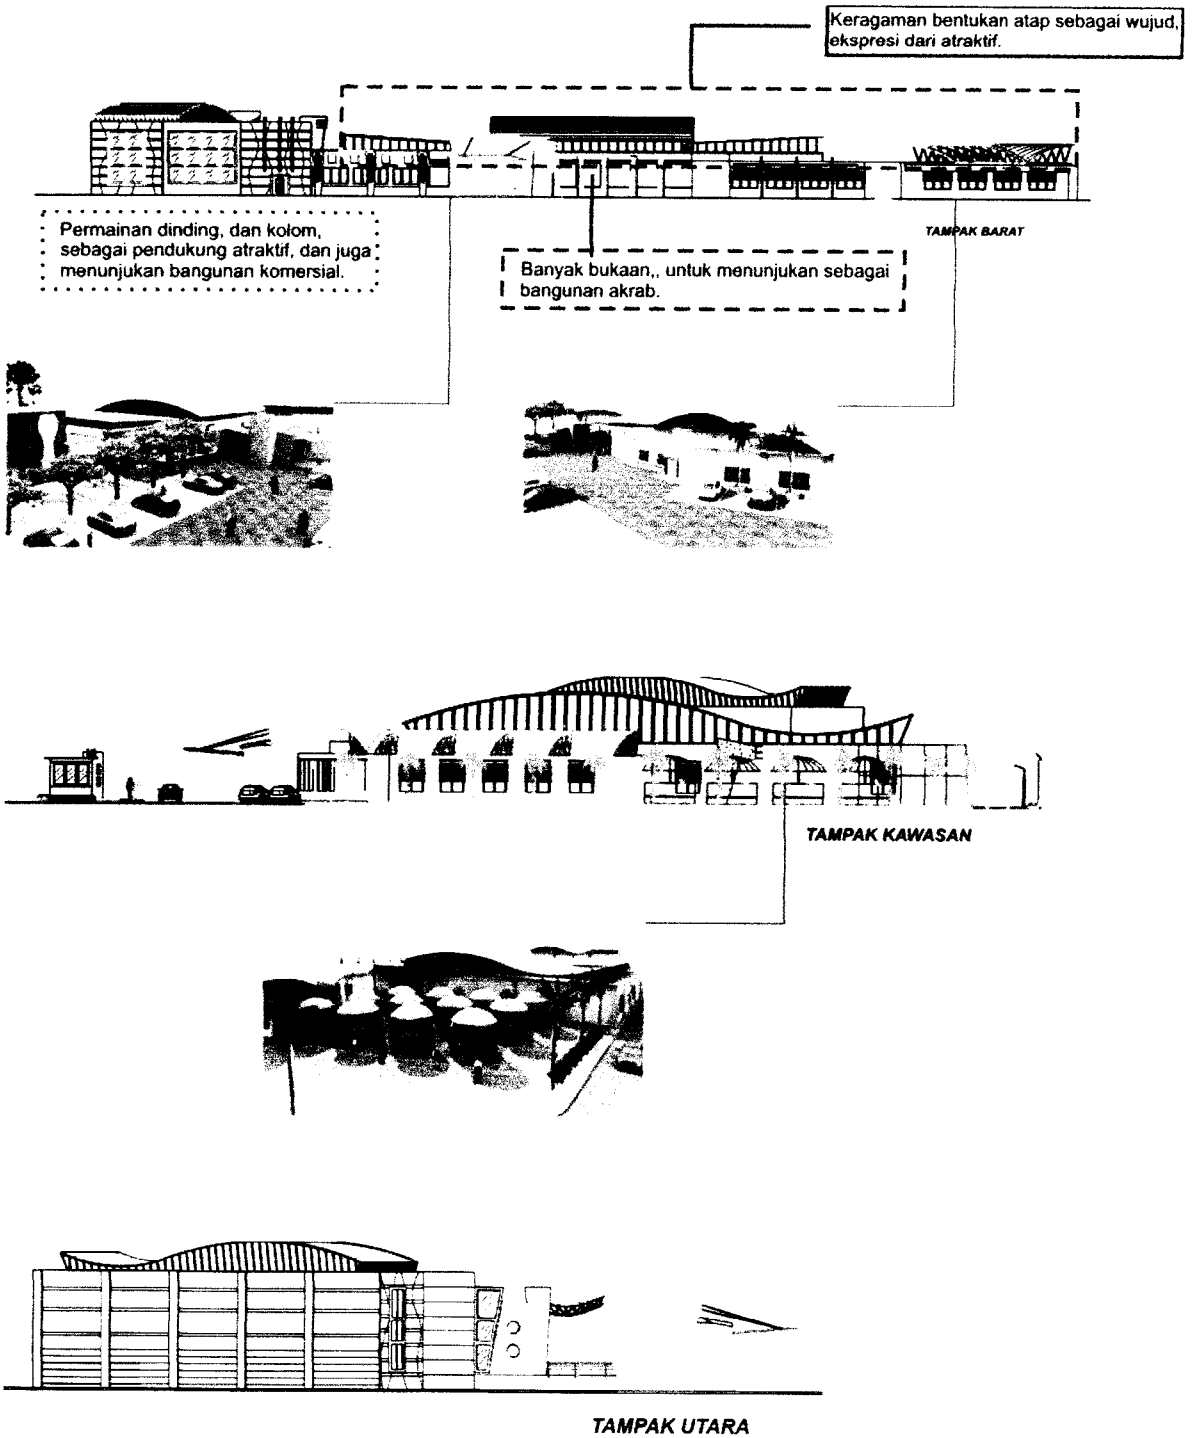 Keragaman bentukan atap sebagai wujud,
ekspresi dari atraktif.
TAMPAK BARAT
Permainan dinding, dan kolom,
sebagai pendukung atraktif, dan juga
menunjukan bangunan komersial.
Banyak bukaan,, untuk menunjukan sebagai
bangunan akrab.
TAMPAK KAWASAN
TAMPAK UTARA